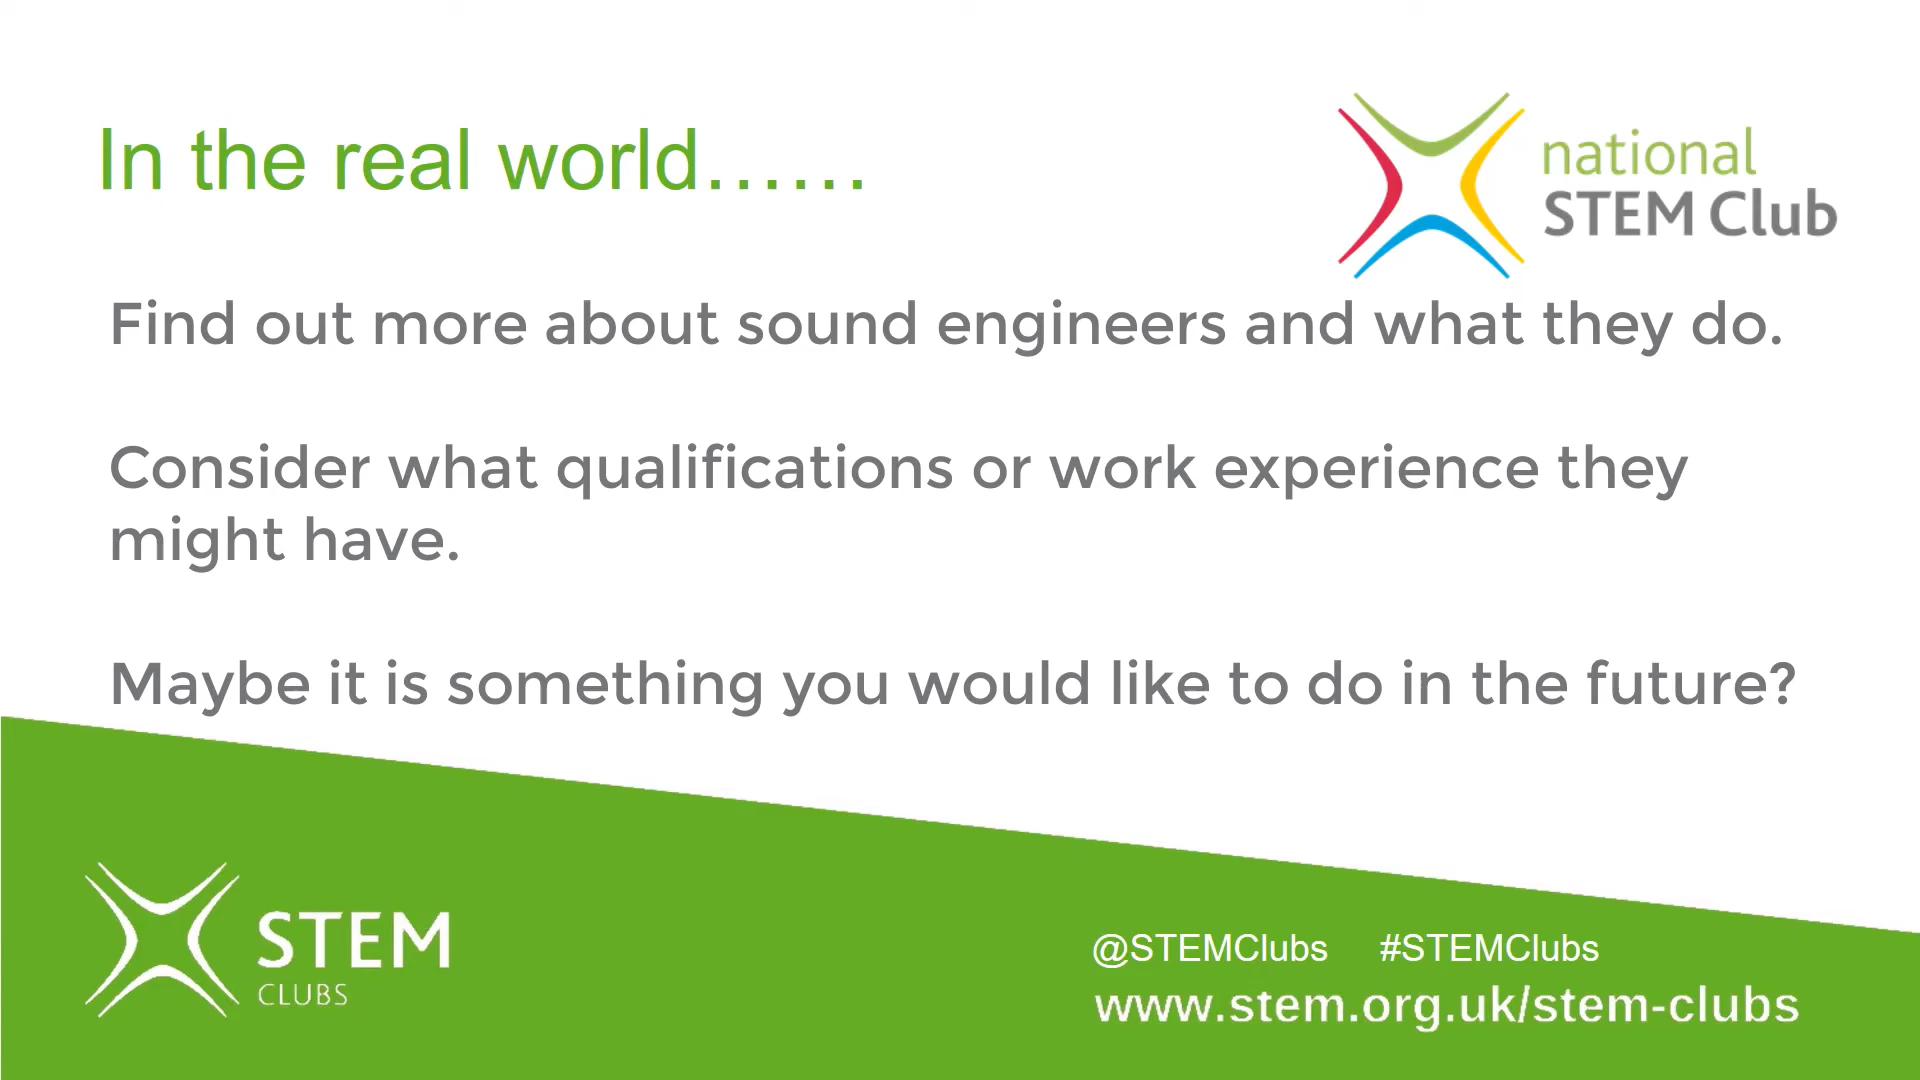 In the real world......
national
STEM Club
Find out more about sound engineers and what they do.
Consider what qualifications or work experience they
might have.
Maybe it is something you would like to do in the future?
STEM
CLUBS
@STEMClubs #STEMClubs
www.stem.org.uk/stem-clubs